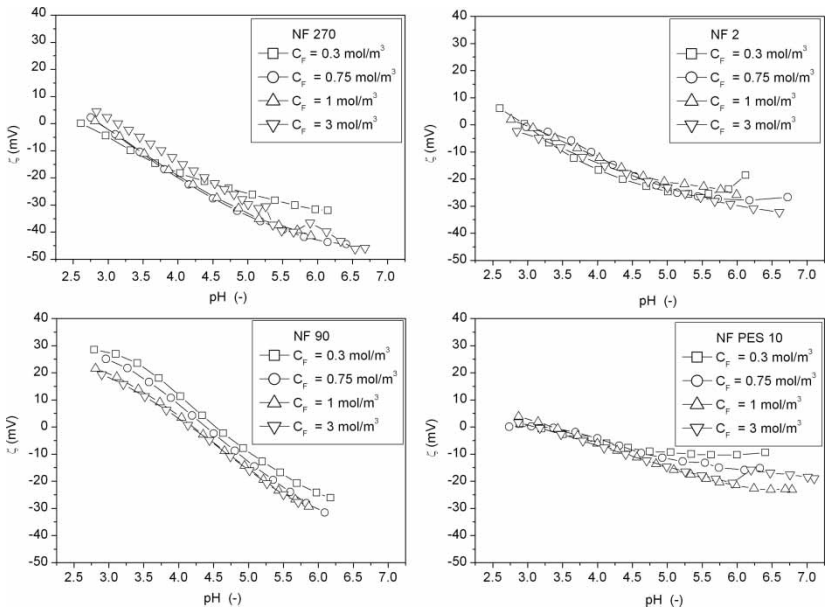 40
30
20
10
0
-10
-20
-30
-40
-50
ζ (mV)
NF 270
C_F = 0.3 mol/m³
C_F = 0.75 mol/m³
C_F = 1 mol/m³
C_F = 3 mol/m³
2.5 3.0 3.5 4.0 4.5 5.0 5.5 6.0 6.5 7.0
pH (-)
40
30
20
10
0
-10
-20
-30
-40
-50
ζ (mV)
NF 2
C_F = 0.3 mol/m³
C_F = 0.75 mol/m³
C_F = 1 mol/m³
C_F = 3 mol/m³
2.5 3.0 3.5 4.0 4.5 5.0 5.5 6.0 6.5 7.0
pH (-)
40
30
20
10
0
-10
-20
-30
-40
-50
ζ (mV)
NF 90
C_F = 0.3 mol/m³
C_F = 0.75 mol/m³
C_F = 1 mol/m³
C_F = 3 mol/m³
2.5 3.0 3.5 4.0 4.5 5.0 5.5 6.0 6.5 7.0
pH (-)
40
30
20
10
0
-10
-20
-30
-40
-50
ζ (mV)
NF PES 10
C_F = 0.3 mol/m³
C_F = 0.75 mol/m³
C_F = 1 mol/m³
C_F = 3 mol/m³
2.5 3.0 3.5 4.0 4.5 5.0 5.5 6.0 6.5 7.0
pH (-)